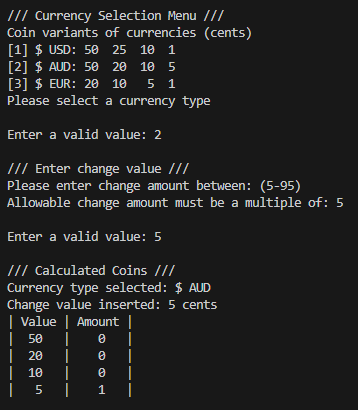 /// Currency Selection Menu ///
Coin variants of currencies (cents)
[1] $ USD: 50  25  10  1
[2] $ AUD: 50  20  10  5
[3] $ EUR: 20  10   5  1
Please select a currency type
Enter a valid value: 2
/// Enter change value ///
Please enter change amount between: (5-95)
Allowable change amount must be a multiple of: 5
Enter a valid value: 5
/// Calculated Coins ///
Currency type selected: $ AUD
Change value inserted: 5 cents
| Value | Amount |
|  50   |    0   |
|  20   |    0   |
|  10   |    0   |
|   5   |    1   |